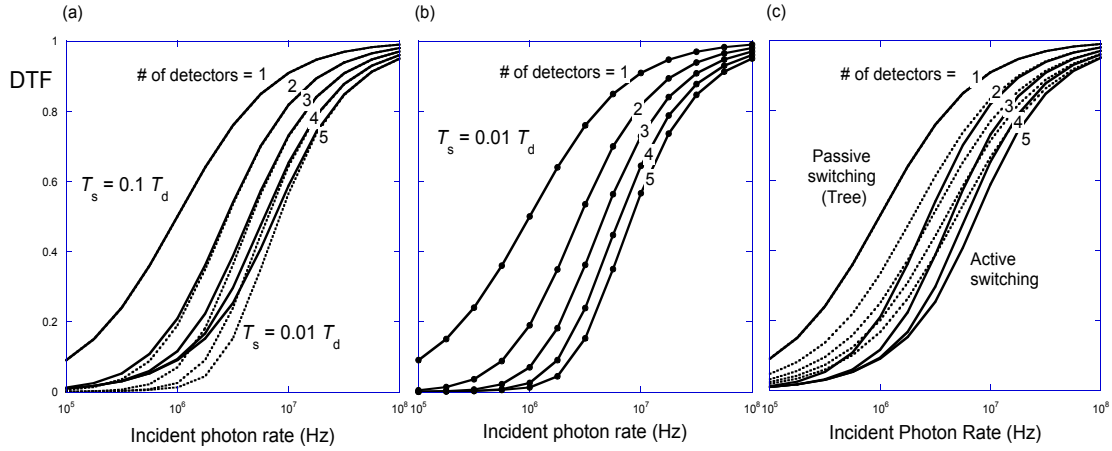 (a)
(b)
(c)
DTF
1
0.8
0.6
0.4
0.2
0
# of detectors = 1
2
3
4
5
T_s = 0.1 T_d
T_s = 0.01 T_d
10^5
10^6
10^7
10^8
Incident photon rate (Hz)
# of detectors = 1
2
3
4
5
T_s = 0.01 T_d
10^5
10^6
10^7
10^8
Incident photon rate (Hz)
# of detectors =
1
2
3
4
5
Passive
switching
(Tree)
Active
switching
10^5
10^6
10^7
10^8
Incident Photon Rate (Hz)